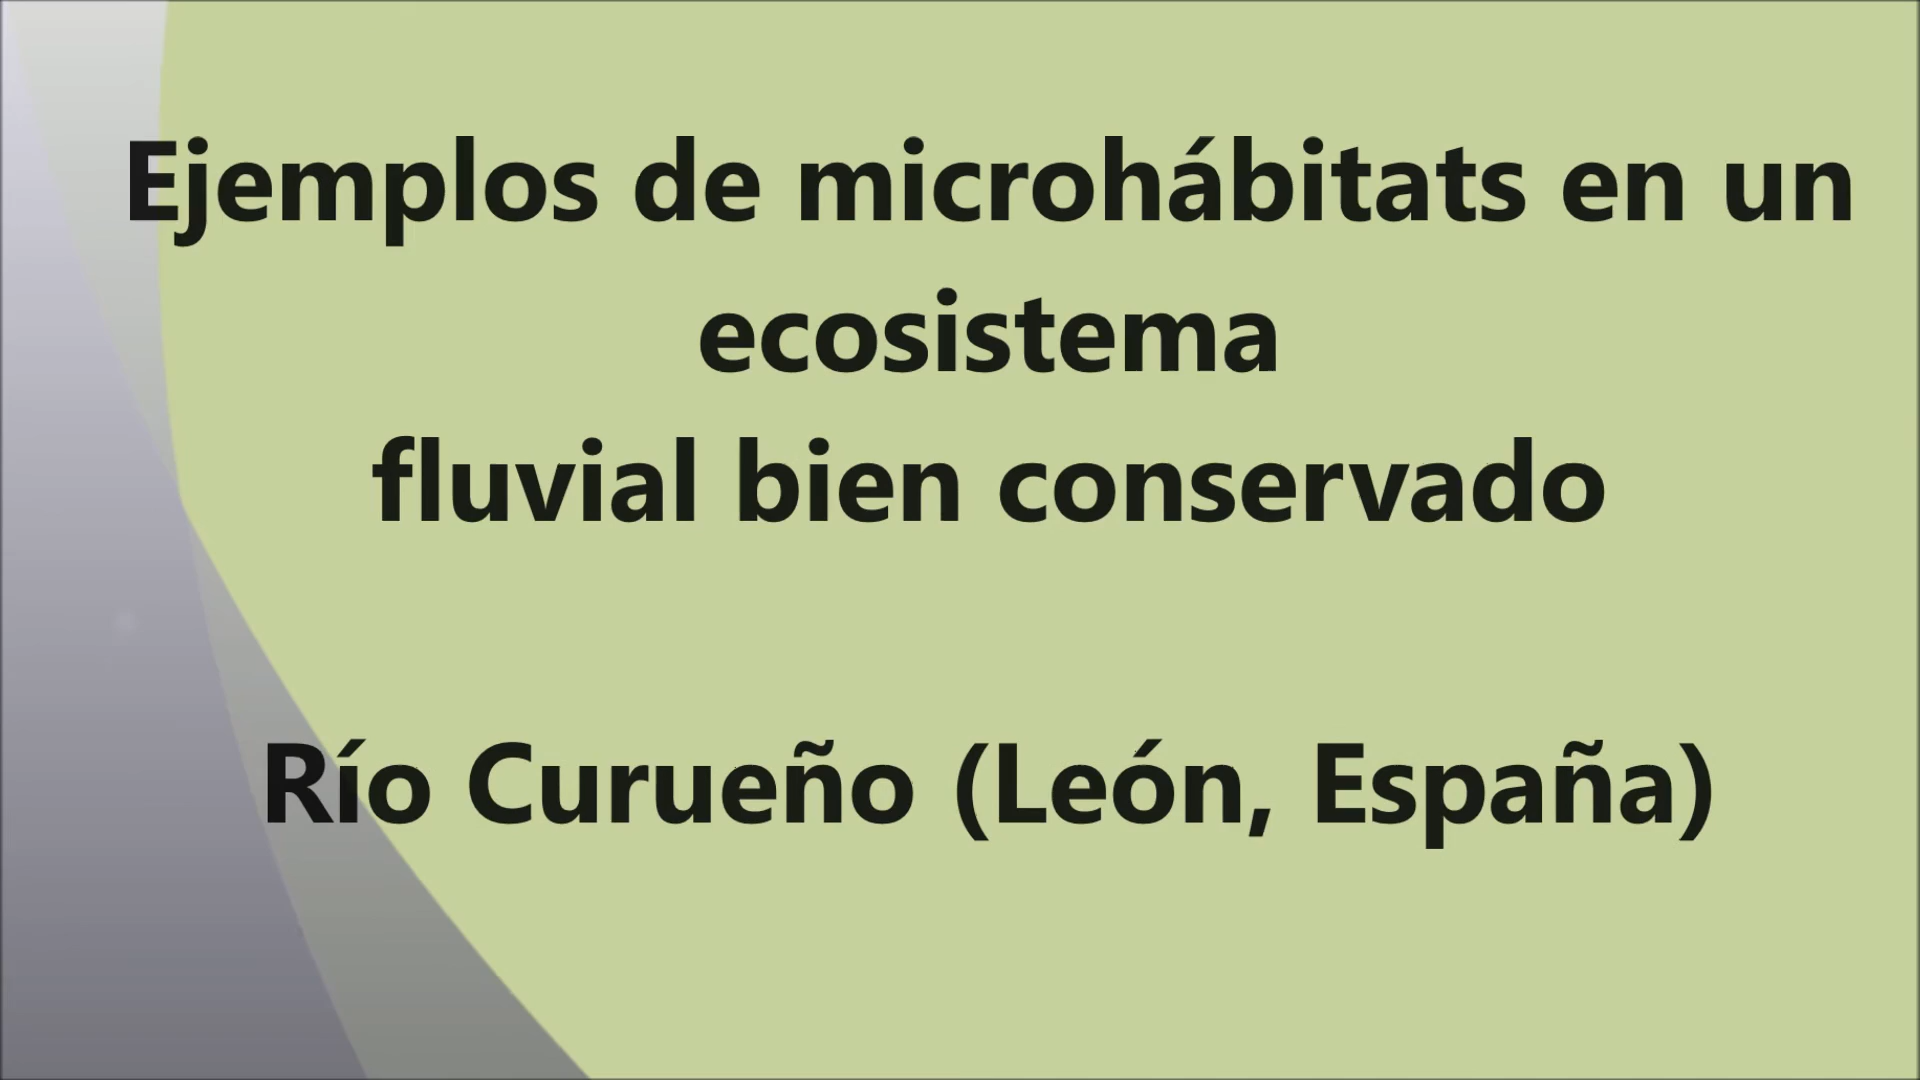 Ejemplos de microhábitats en un
ecosistema
fluvial bien conservado
Río Curueño (León, España)